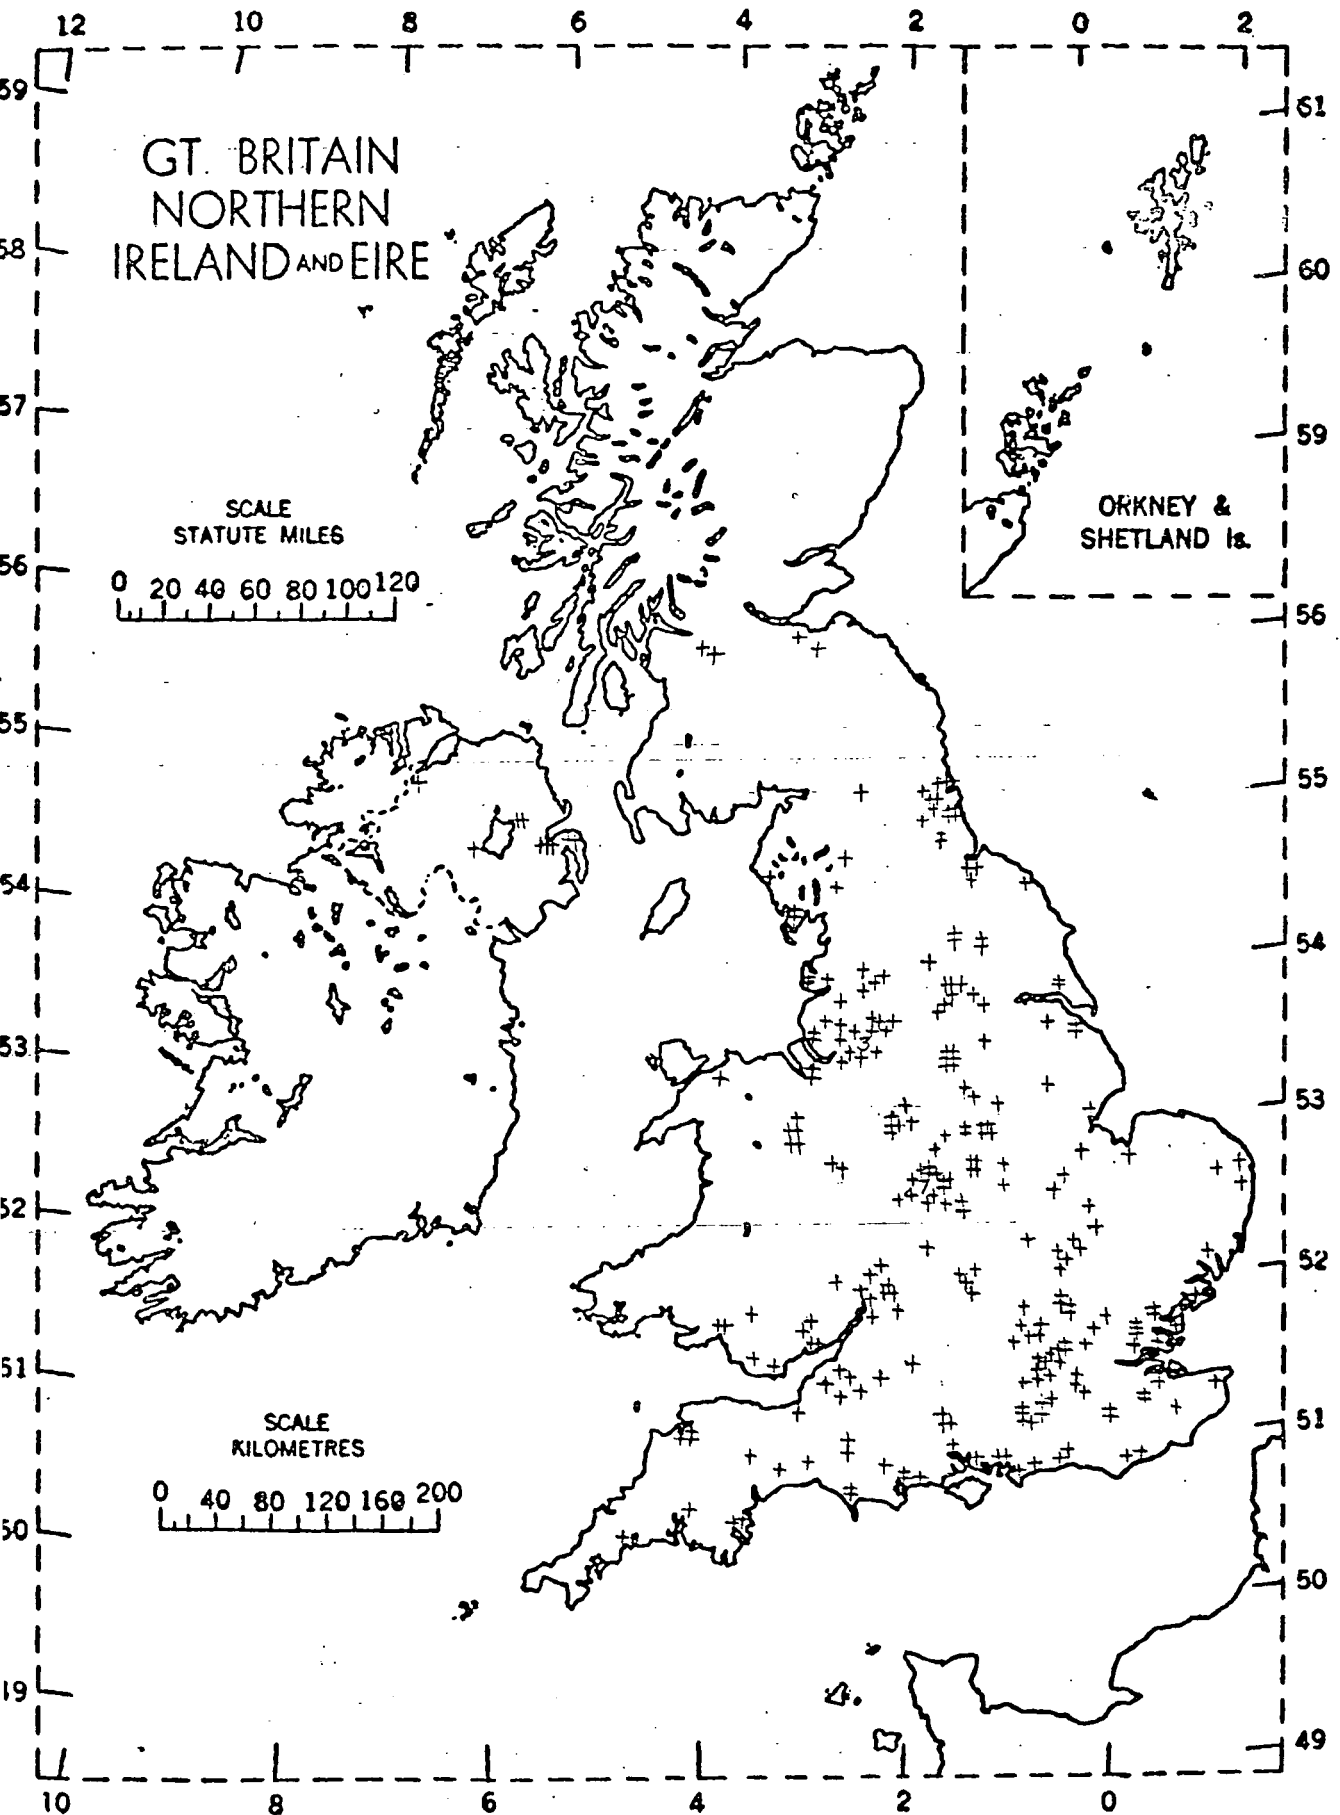 12 10 8 6 4 2 0 2
59 61
GT. BRITAIN
NORTHERN
IRELAND AND EIRE
58 60
57 59
SCALE
STATUTE MILES
ORKNEY &
SHETLAND Is.
56
0 20 40 60 80 100 120
56
55 55
54 54
53 3 53
7
52 52
51 51
SCALE
KILOMETRES
0 40 80 120 160 200
50 50
49 49
10 8 6 4 2 0